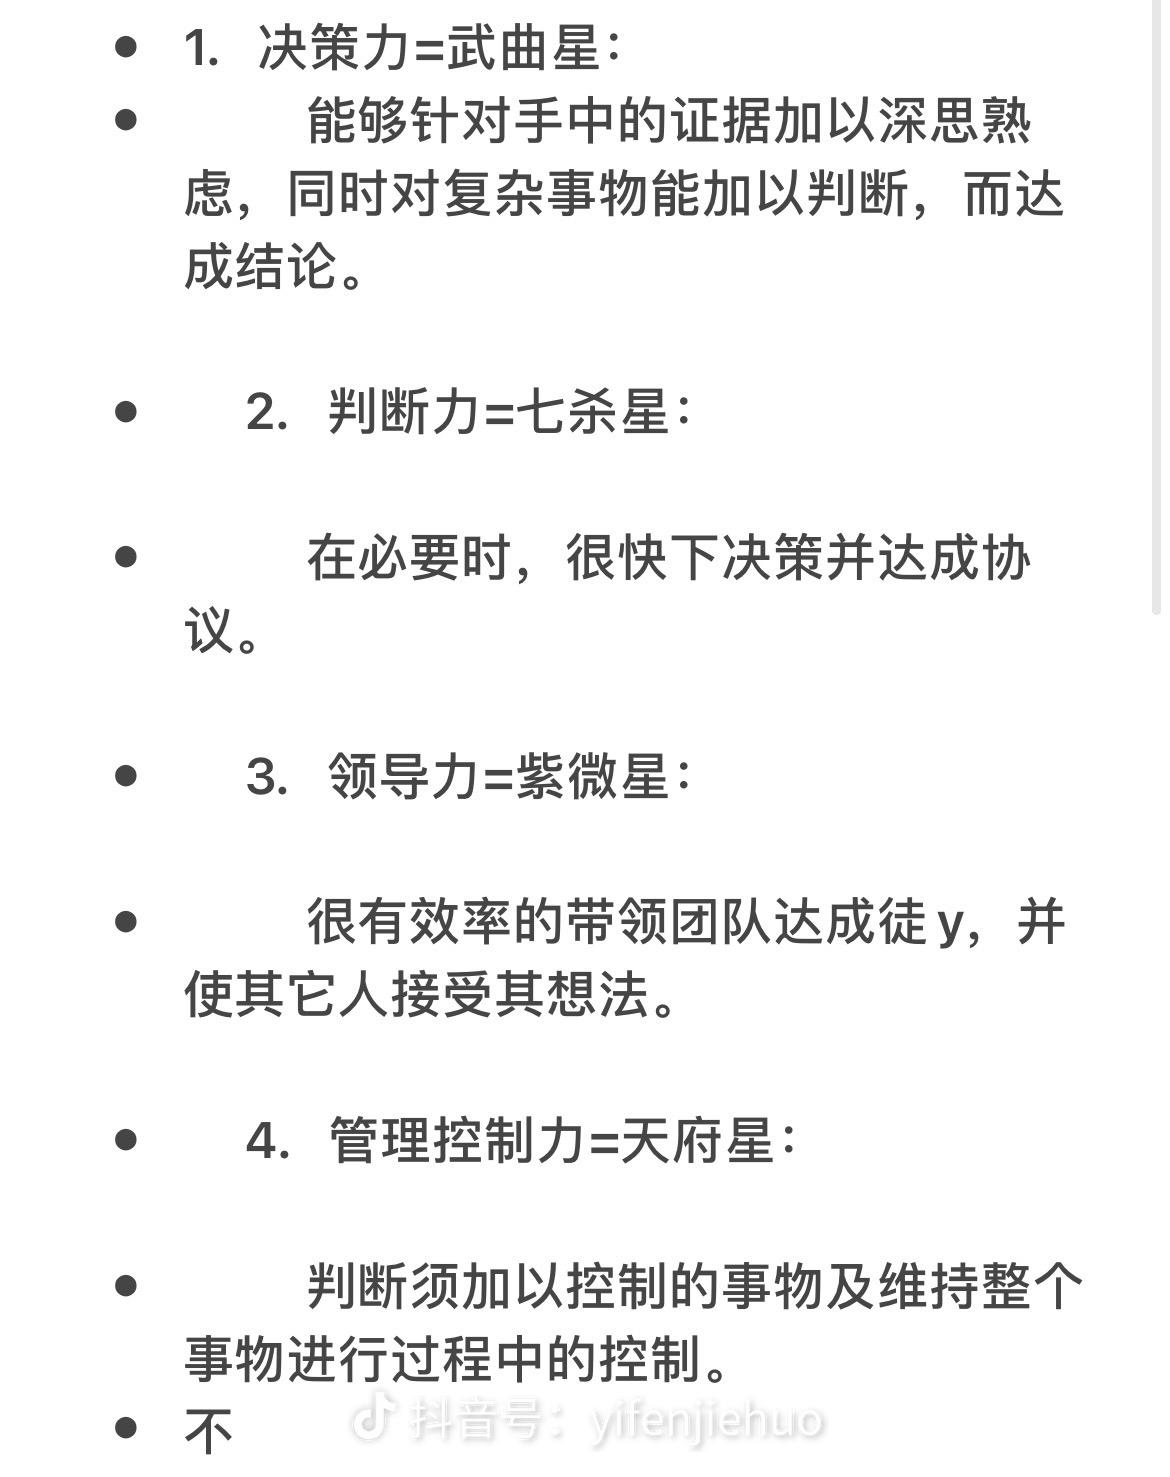 1. 决策力=武曲星：
能够针对手中的证据加以深思熟
虑，同时对复杂事物能加以判断，而达
成结论。
2. 判断力=七杀星：
在必要时，很快下决策并达成协
议。
3. 领导力=紫微星：
很有效率的带领团队达成徒y，并
使其它人接受其想法。
4. 管理控制力=天府星：
判断须加以控制的事物及维持整个
事物进行过程中的控制。
不
抖音号：yifenjiehuo